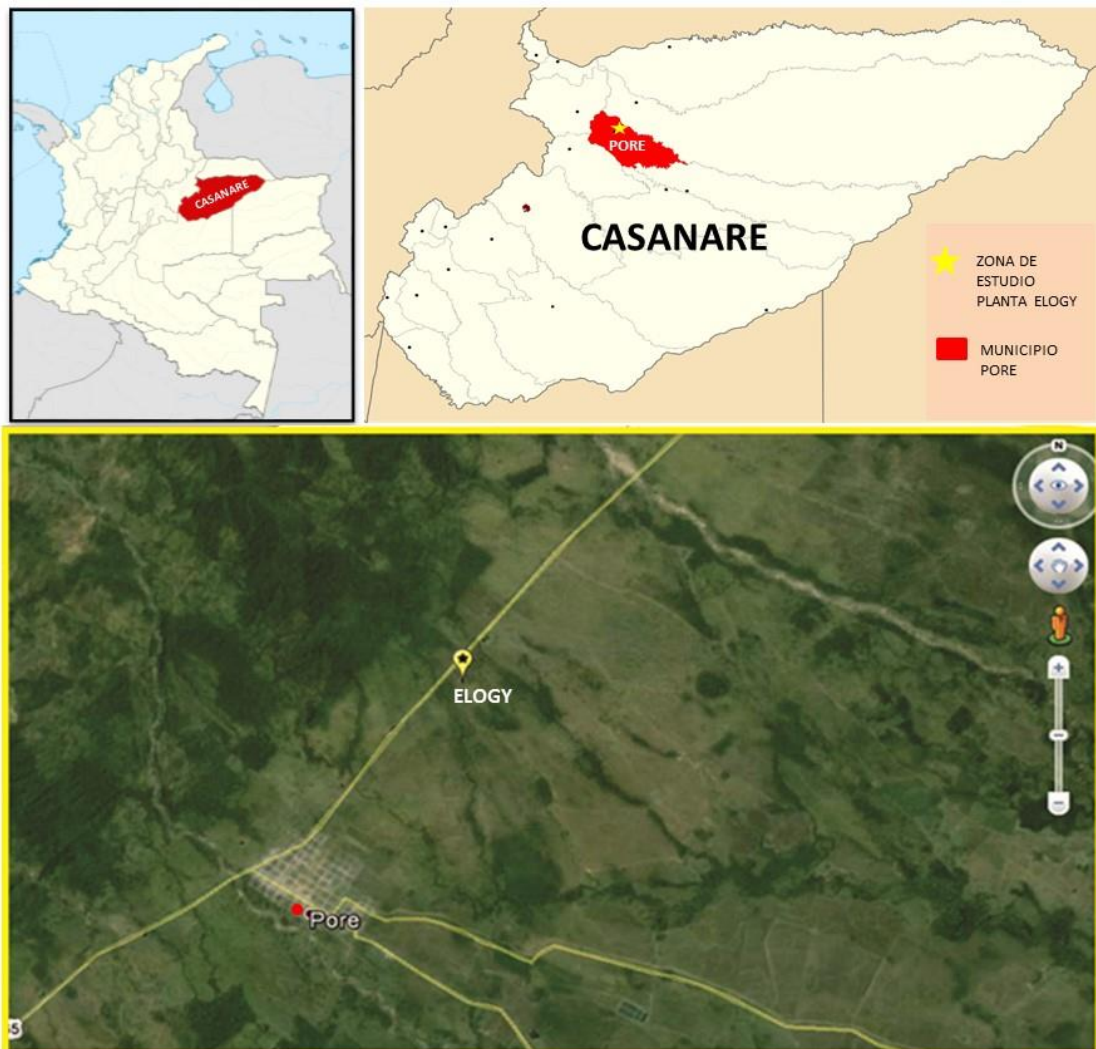 CASANARE
PORE
CASANARE
ZONA DE
ESTUDIO
PLANTA ELOGY
MUNICIPIO
PORE
N
ELOGY
Pore